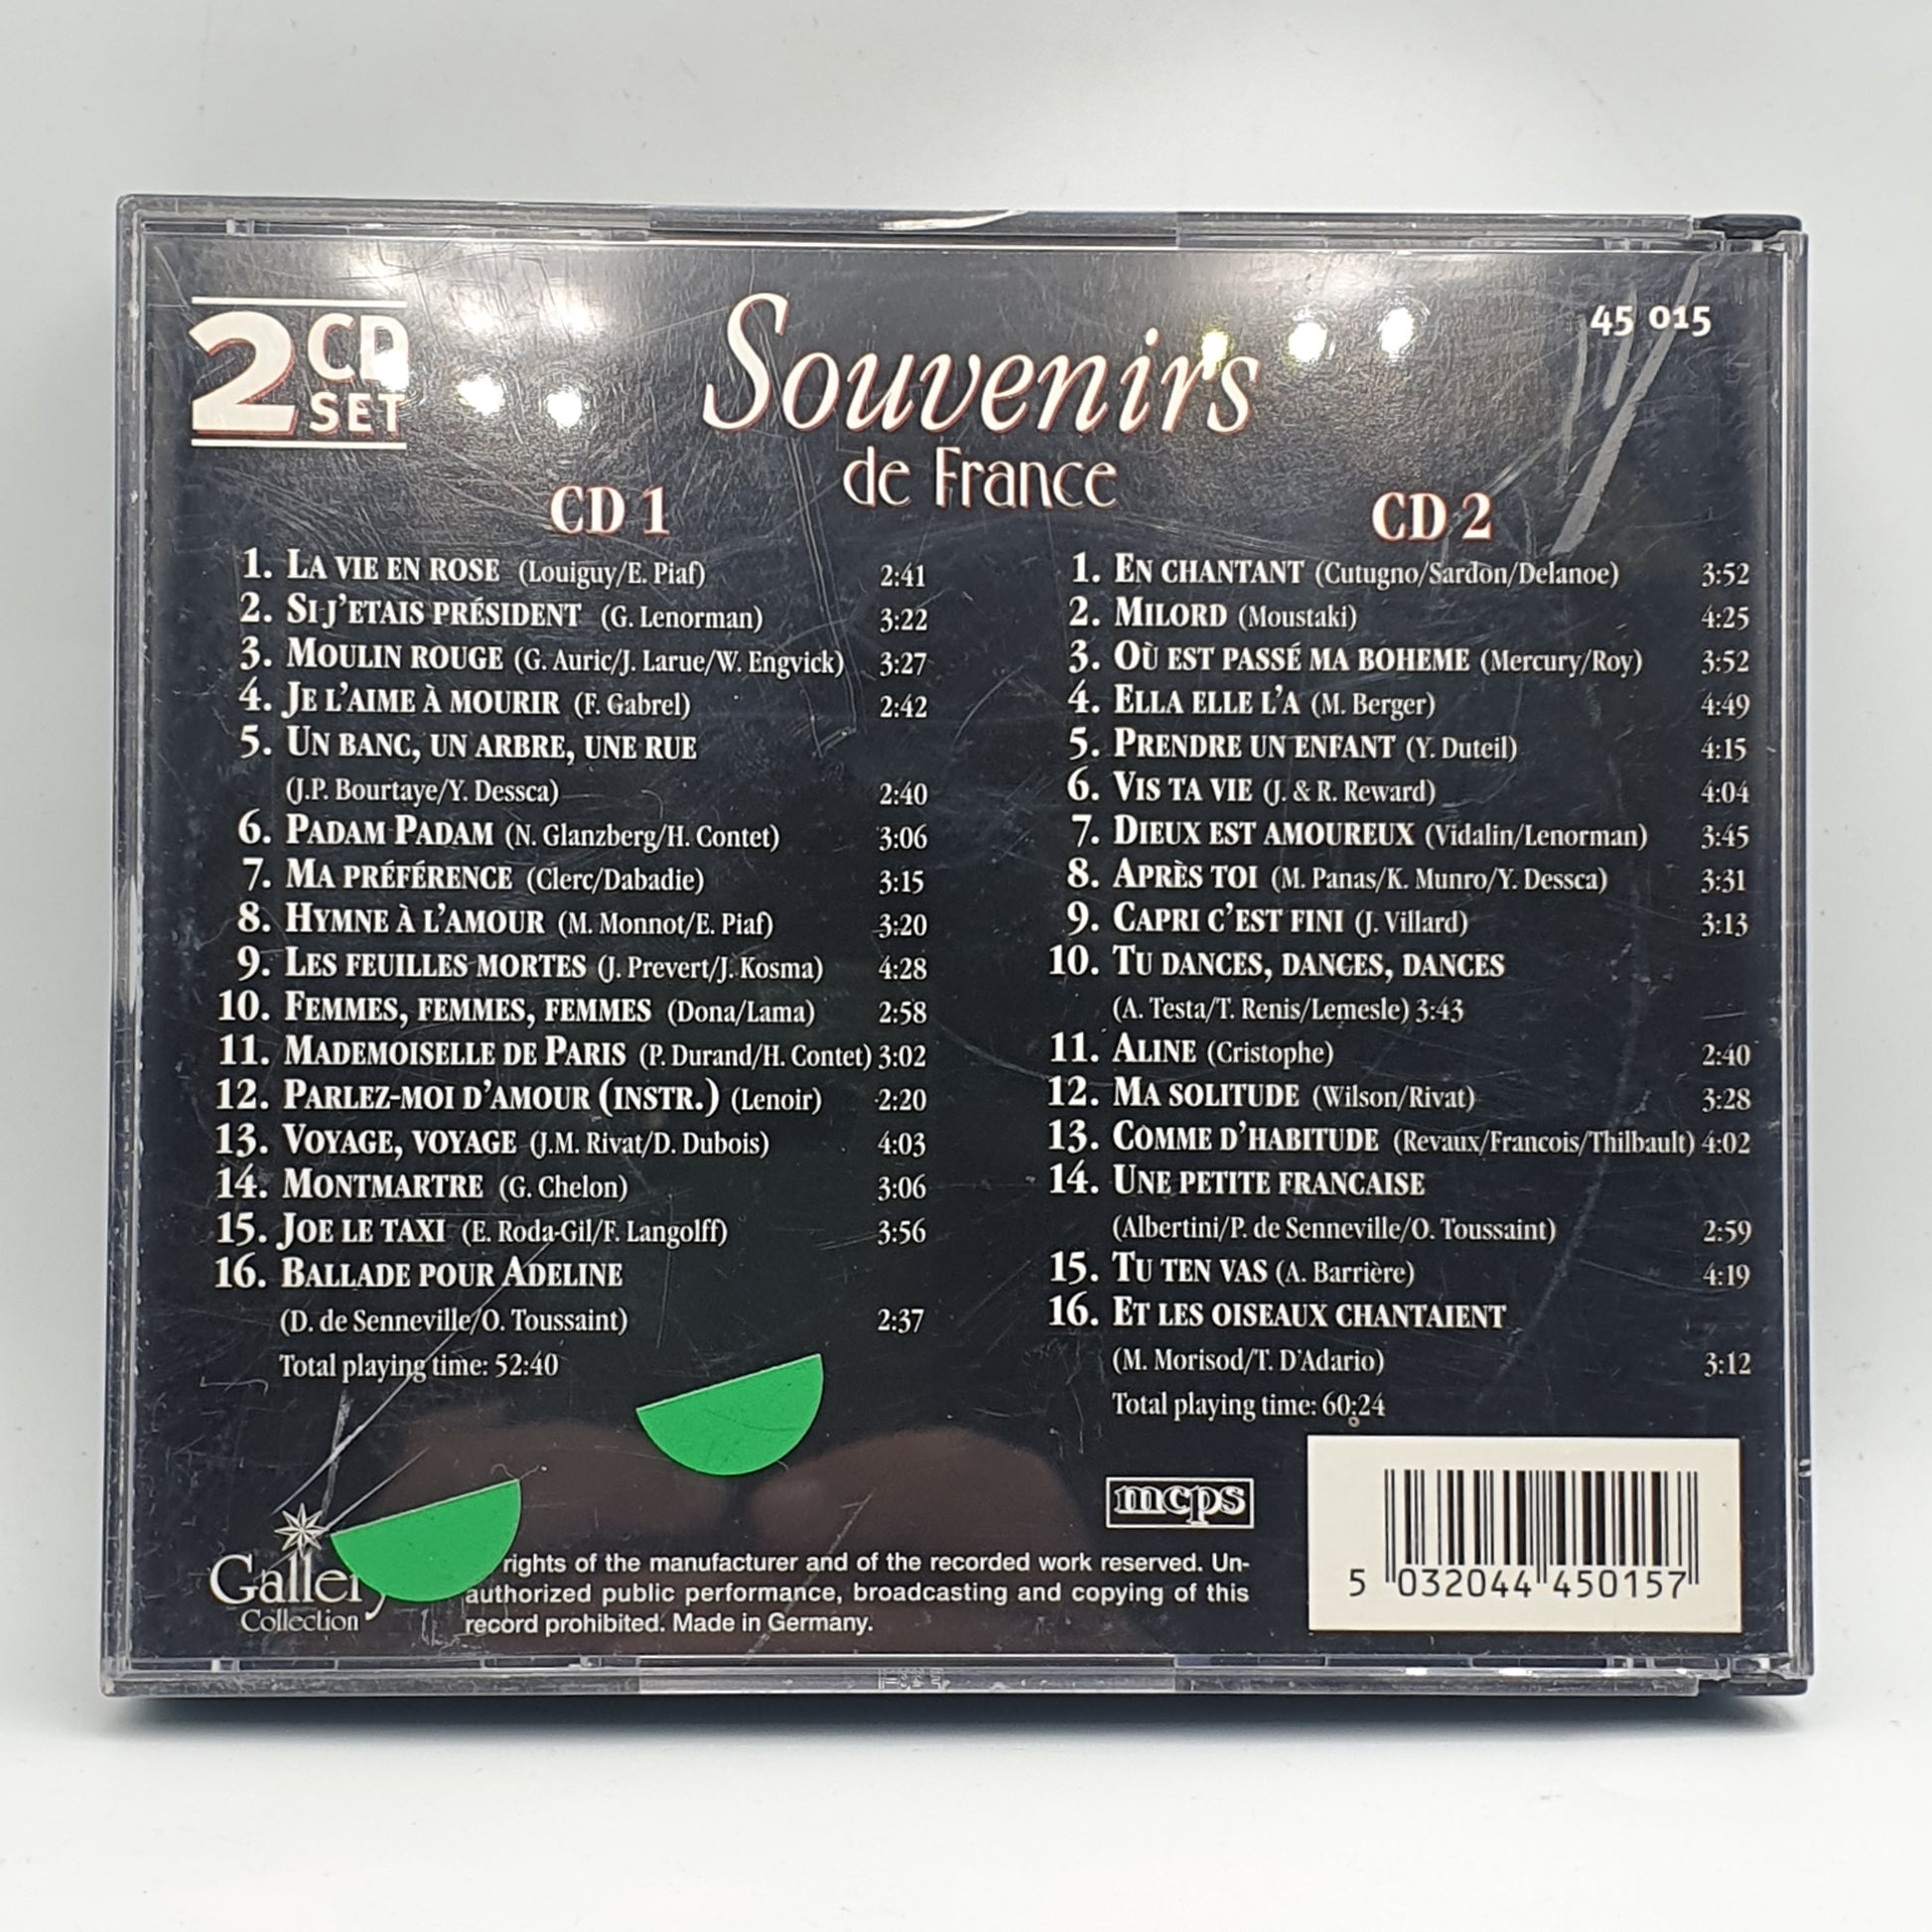 2 CD SET
Souvenirs
de France
45 015
CD 1
1. LA VIE EN ROSE (Louiguy/E. Piaf) 2:41
2. SI J'ETAIS PRÉSIDENT (G. Lenorman) 3:22
3. MOULIN ROUGE (G. Auric/J. Larue/W. Engvick) 3:27
4. JE L'AIME À MOURIR (F. Gabrel) 2:42
5. UN BANC, UN ARBRE, UNE RUE
(J.P. Bourtaye/Y. Dessca) 2:40
6. PADAM PADAM (N. Glanzberg/H. Contet) 3:06
7. MA PRÉFÉRENCE (Clerc/Dabadie) 3:15
8. HYMNE À L'AMOUR (M. Monnot/E. Piaf) 3:20
9. LES FEUILLES MORTES (J. Prevert/J. Kosma) 4:28
10. FEMMES, FEMMES, FEMMES (Dona/Lama) 2:58
11. MADEMOISELLE DE PARIS (P. Durand/H. Contet) 3:02
12. PARLEZ-MOI D'AMOUR (INSTR.) (Lenoir) 2:20
13. VOYAGE, VOYAGE (J.M. Rivat/D. Dubois) 4:03
14. MONTMARTRE (G. Chelon) 3:06
15. JOE LE TAXI (E. Roda-Gil/F. Langolff) 3:56
16. BALLADE POUR ADELINE
(D. de Senneville/O. Toussaint) 2:37
Total playing time: 52:40
CD 2
1. EN CHANTANT (Cutugno/Sardon/Delanoe) 3:52
2. MILORD (Moustaki) 4:25
3. OÙ EST PASSÉ MA BOHEME (Mercury/Roy) 3:52
4. ELLA ELLE L'A (M. Berger) 4:49
5. PRENDRE UN ENFANT (Y. Duteil) 4:15
6. VIS TA VIE (J. & R. Reward) 4:04
7. DIEUX EST AMOUREUX (Vidalin/Lenorman) 3:45
8. APRÈS TOI (M. Panas/K. Munro/Y. Dessca) 3:31
9. CAPRI C'EST FINI (J. Villard) 3:13
10. TU DANCES, DANCES, DANCES
(A. Testa/T. Renis/Lemesle) 3:43
11. ALINE (Cristophe) 2:40
12. MA SOLITUDE (Wilson/Rivat) 3:28
13. COMME D'HABITUDE (Revaux/Francois/Thilbault) 4:02
14. UNE PETITE FRANCAISE
(Albertini/P. de Senneville/O. Toussaint) 2:59
15. TU TEN VAS (A. Barrière) 4:19
16. ET LES OISEAUX CHANTAIENT
(M. Morisod/T. D'Adario) 3:12
Total playing time: 60:24
Collection
rights of the manufacturer and of the recorded work reserved. Un-
authorized public performance, broadcasting and copying of this
record prohibited. Made in Germany.
mcps
5 032044 450157